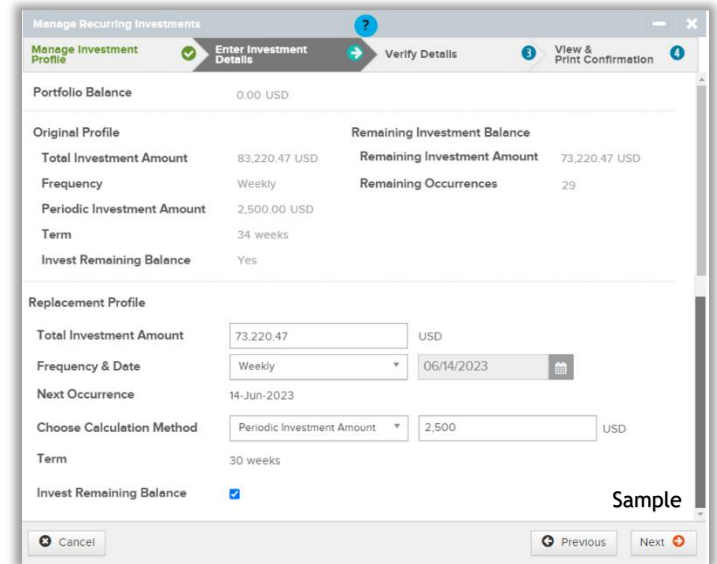 Manage Recurring Investments ?
Manage Investment Profile
Enter Investment Details
Verify Details 3
View & Print Confirmation 4
Portfolio Balance 0.00 USD
Original Profile Remaining Investment Balance
Total Investment Amount 83,220.47 USD Remaining Investment Amount 73,220.47 USD
Frequency Weekly Remaining Occurrences 29
Periodic Investment Amount 2,500.00 USD
Term 34 weeks
Invest Remaining Balance Yes
Replacement Profile
Total Investment Amount 73,220.47 USD
Frequency & Date Weekly 06/14/2023
Next Occurrence 14-Jun-2023
Choose Calculation Method Periodic Investment Amount 2,500 USD
Term 30 weeks
Invest Remaining Balance
Sample
Cancel Previous Next